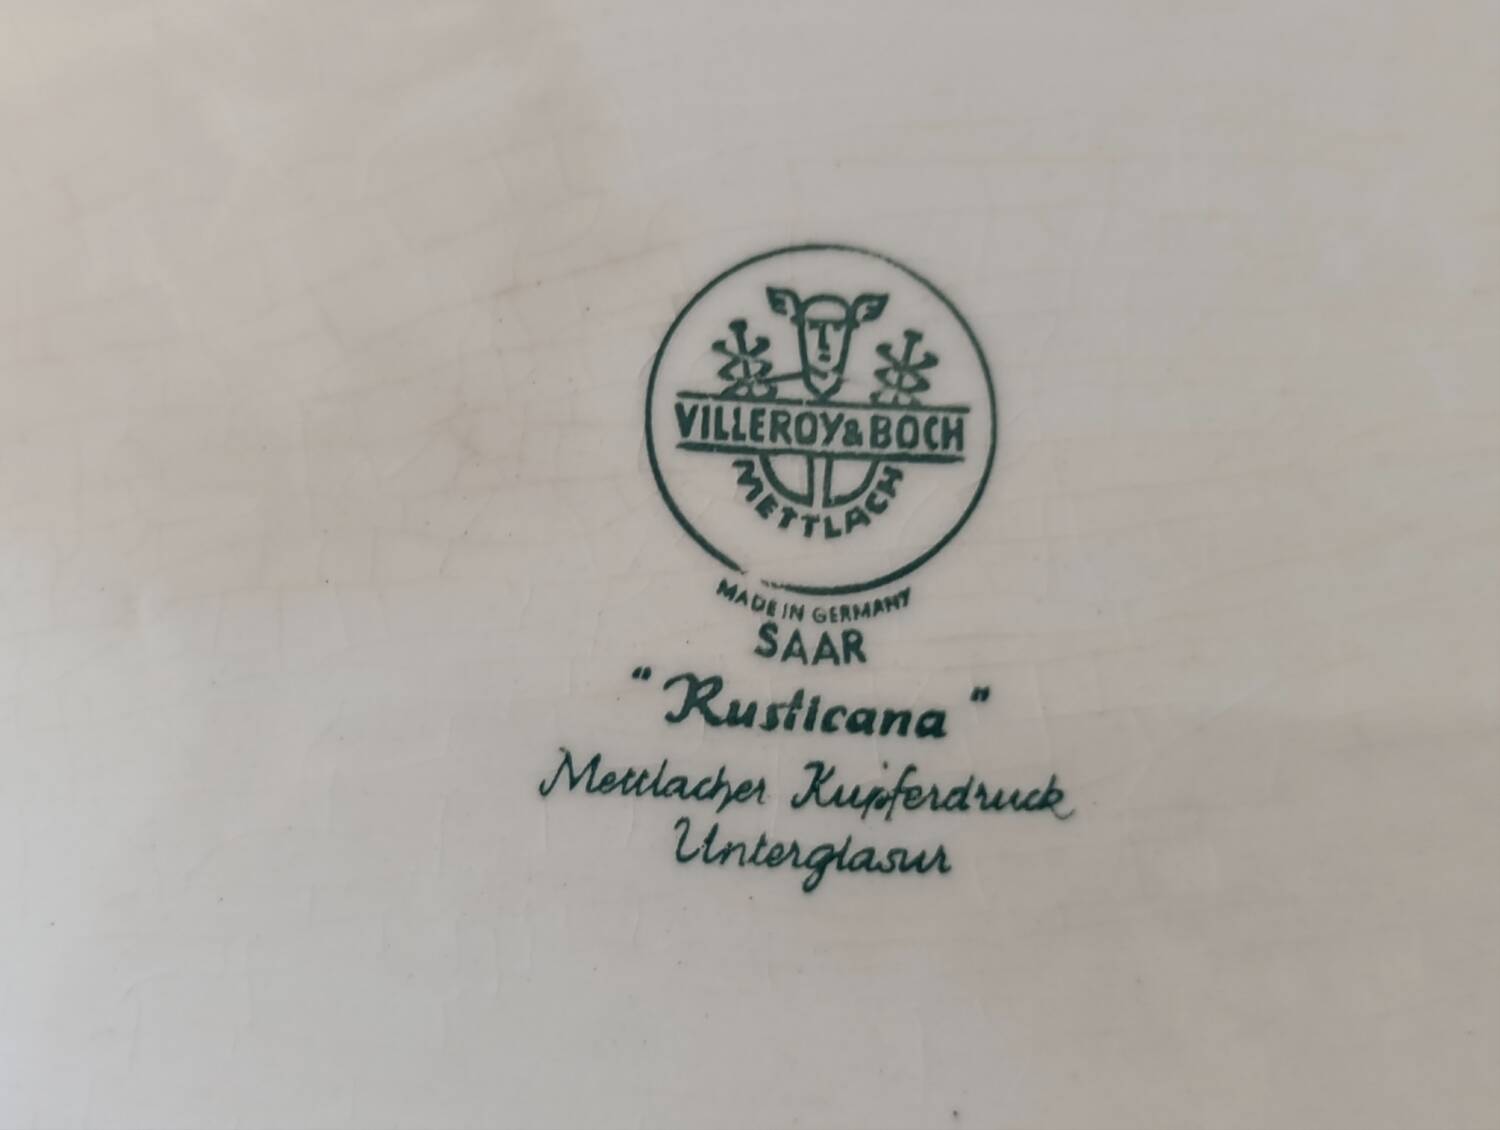 VILLEROY & BOCH
METTLACH
MADE IN GERMANY
SAAR
"Rusticana"
Mettlacher Kupferdruck
Unterglasur